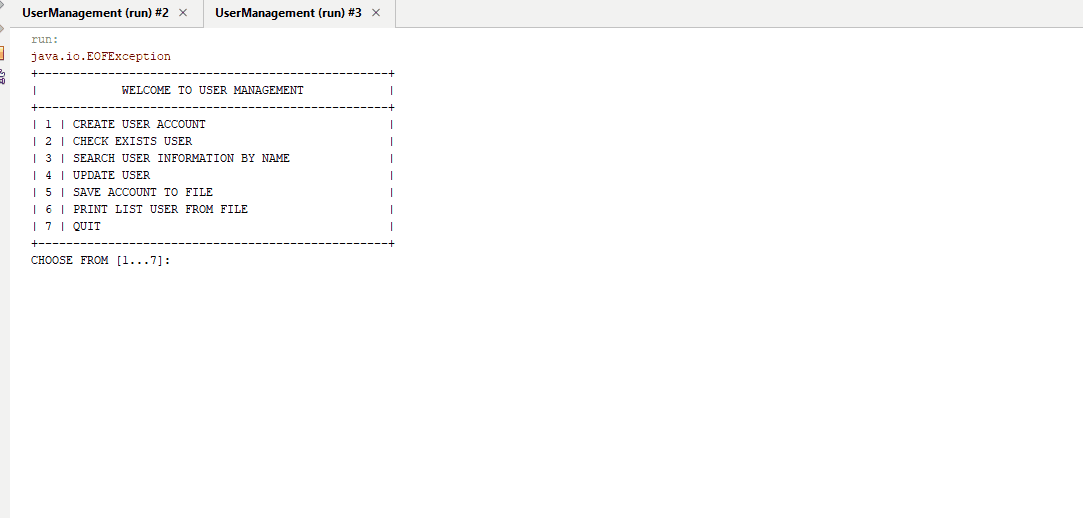 UserManagement (run) #2 × UserManagement (run) #3 ×
run:
java.io.EOFException
+--------------------------------------------------+
| WELCOME TO USER MANAGEMENT |
+--------------------------------------------------+
| 1 | CREATE USER ACCOUNT |
| 2 | CHECK EXISTS USER |
| 3 | SEARCH USER INFORMATION BY NAME |
| 4 | UPDATE USER |
| 5 | SAVE ACCOUNT TO FILE |
| 6 | PRINT LIST USER FROM FILE |
| 7 | QUIT |
+--------------------------------------------------+
CHOOSE FROM [1...7]: